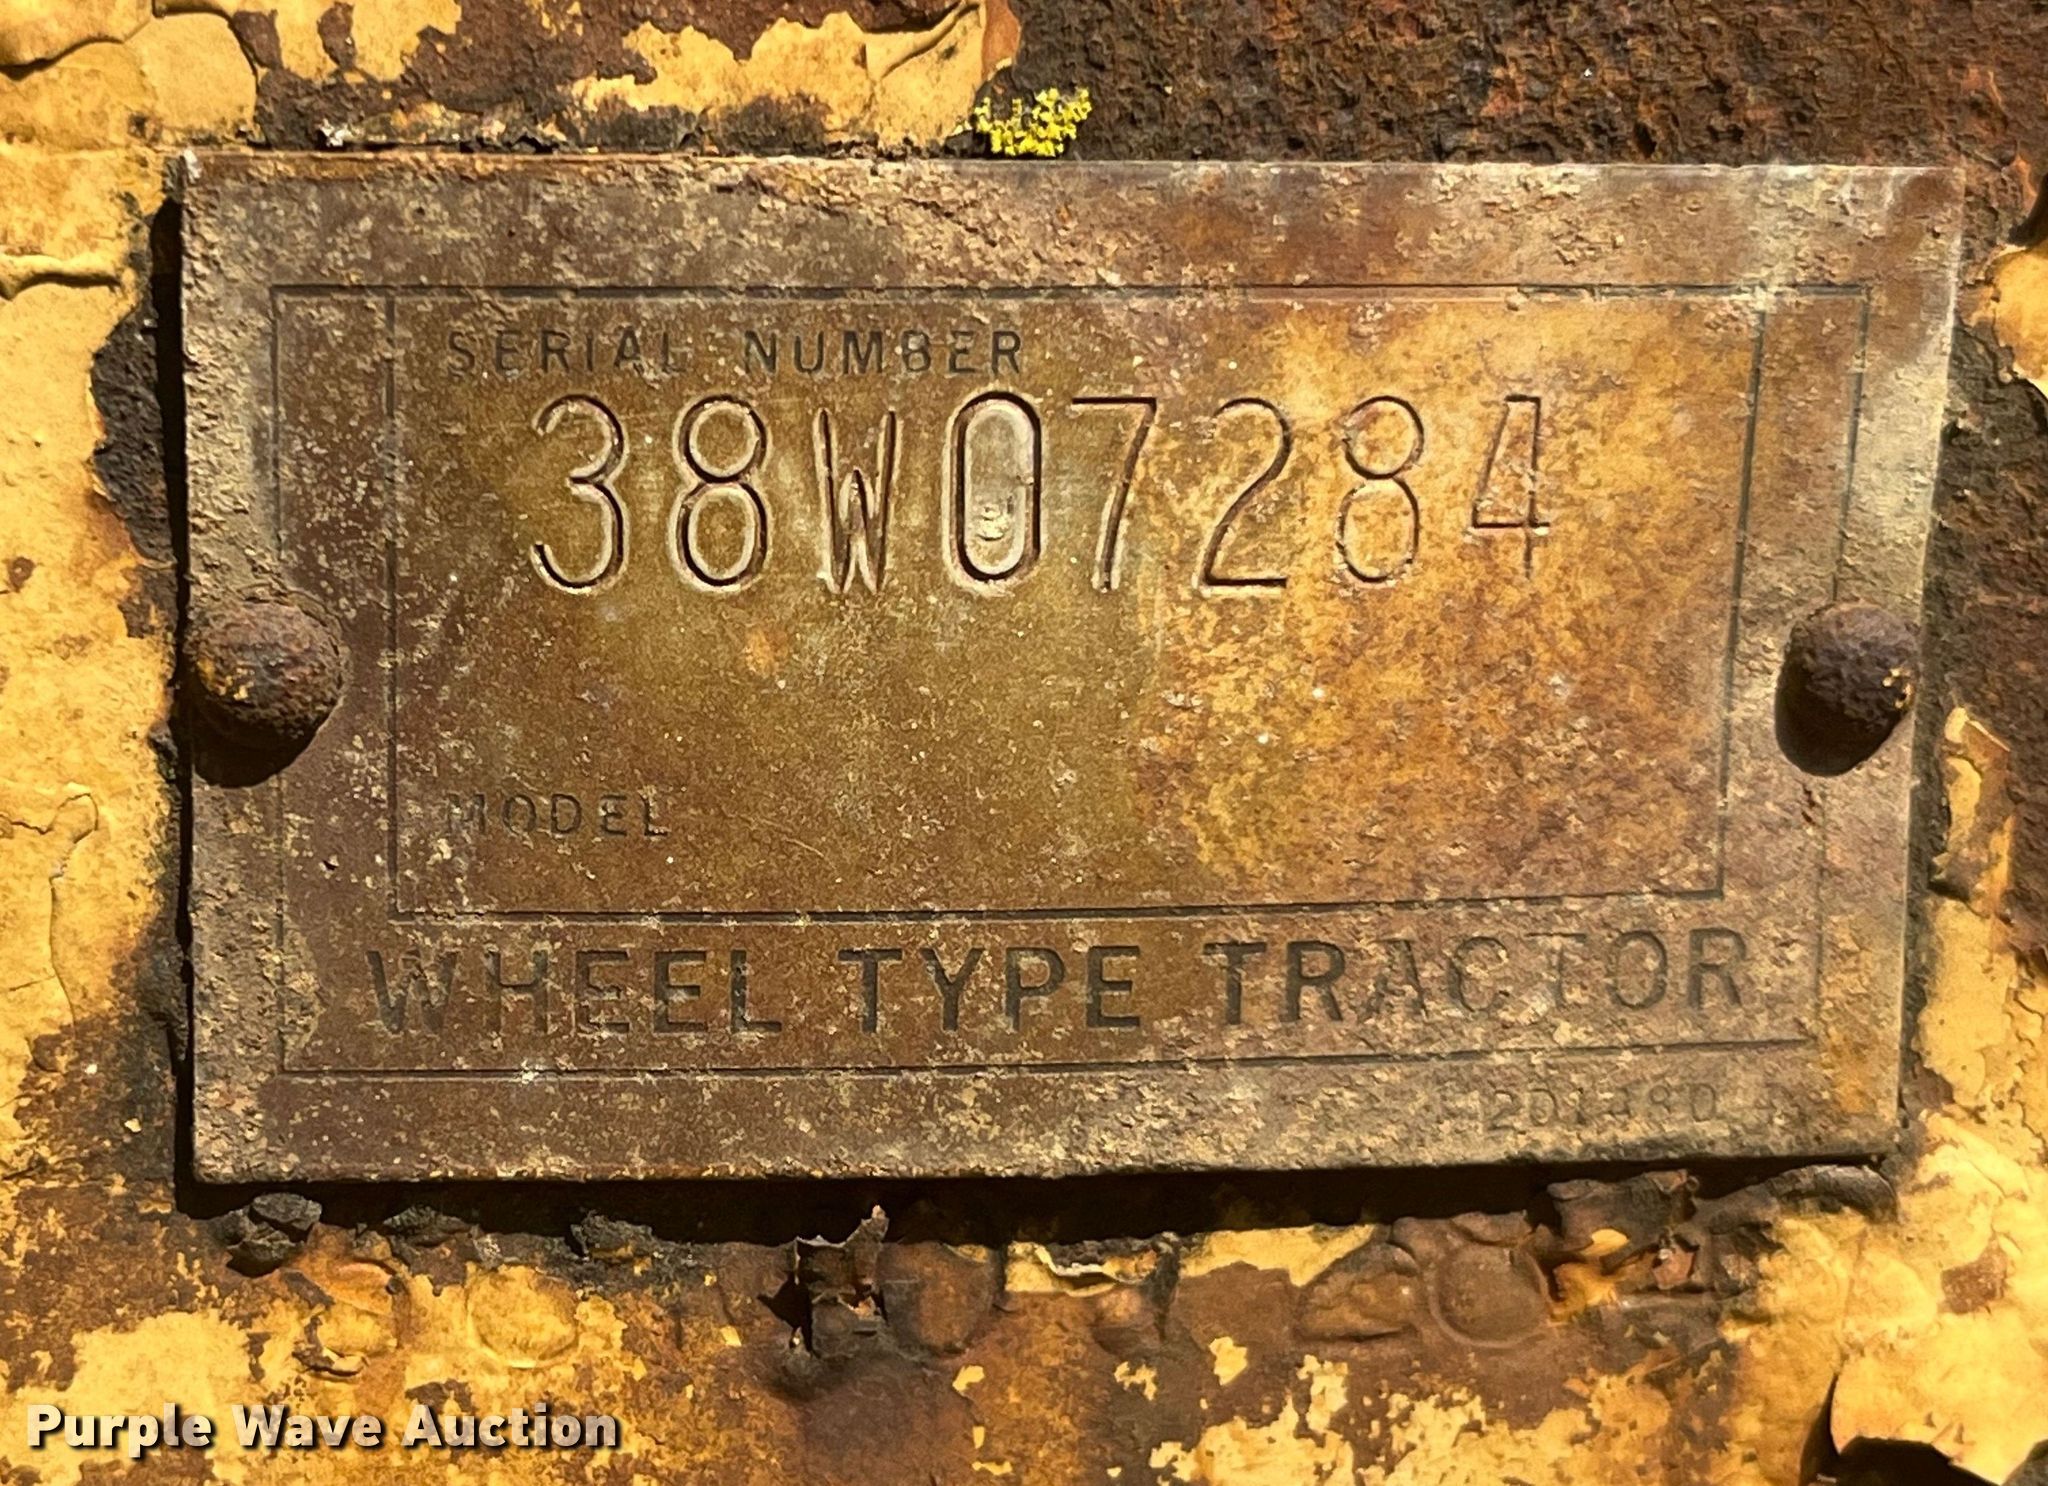 SERIAL NUMBER
38W07284
MODEL
WHEEL TYPE TRACTOR
Purple Wave Auction